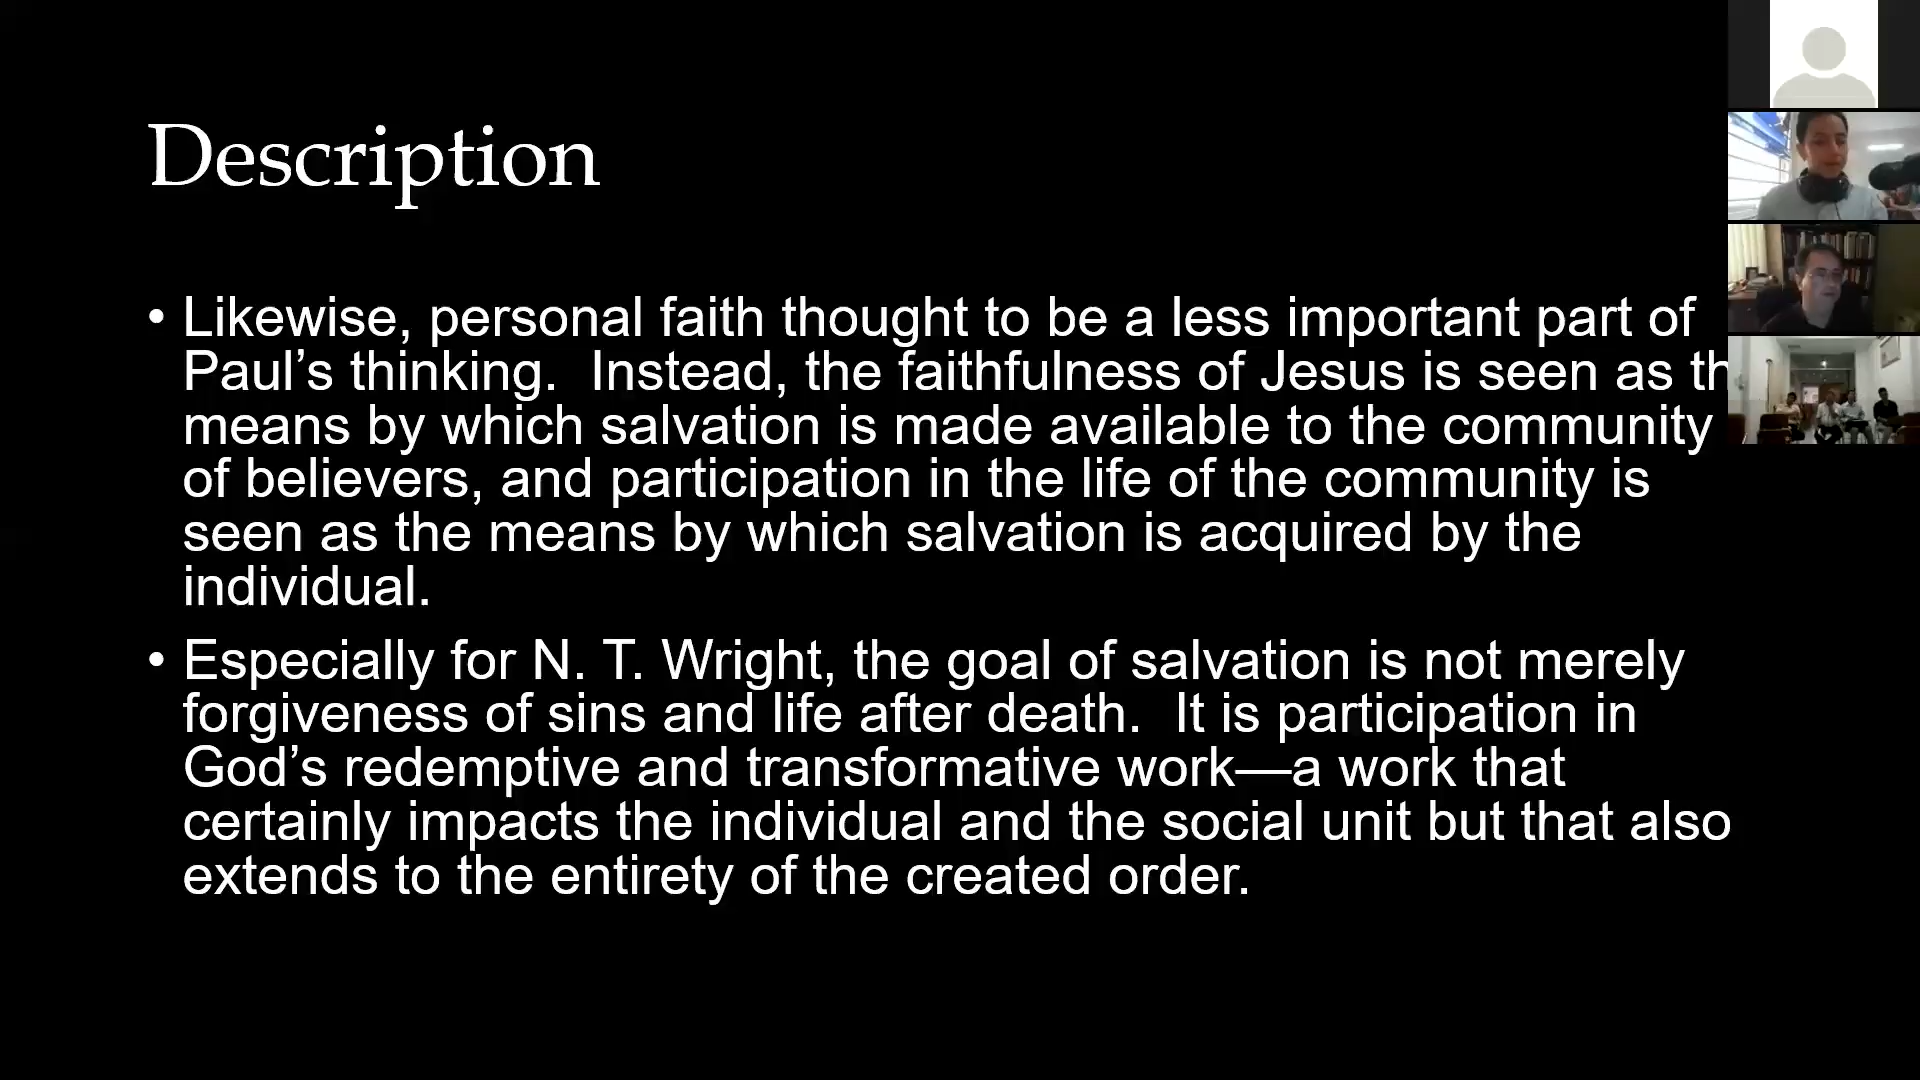 Description
• Likewise, personal faith thought to be a less important part of
Paul’s thinking.  Instead, the faithfulness of Jesus is seen as th
means by which salvation is made available to the community
of believers, and participation in the life of the community is
seen as the means by which salvation is acquired by the
individual.
• Especially for N. T. Wright, the goal of salvation is not merely
forgiveness of sins and life after death.  It is participation in
God’s redemptive and transformative work—a work that
certainly impacts the individual and the social unit but that also
extends to the entirety of the created order.